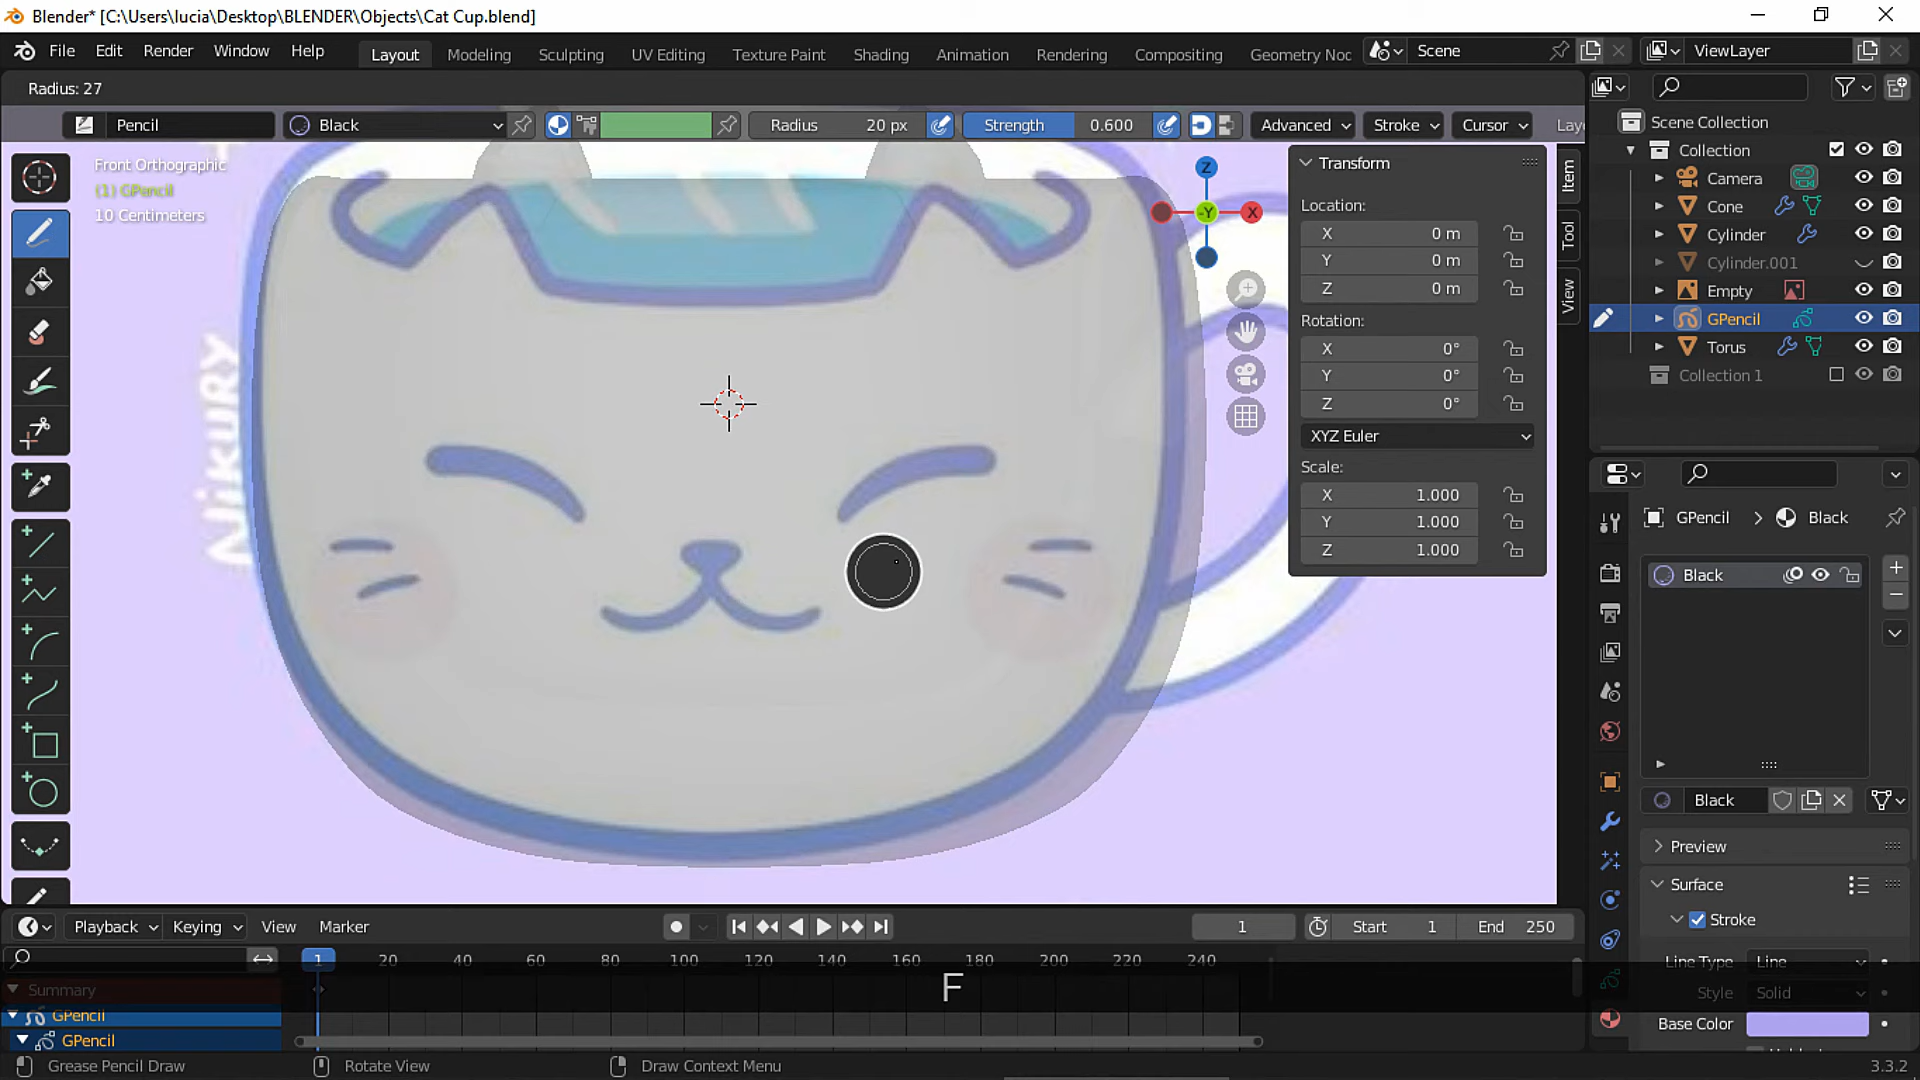 Blender* [C:\Users\lucia\Desktop\BLENDER\Objects\Cat Cup.blend]
File Edit Render Window Help
Layout Modeling Sculpting UV Editing Texture Paint Shading Animation Rendering Compositing Geometry Noc
Scene
ViewLayer
Radius: 27
Pencil
Black
Radius 20 px
Strength 0.600
Advanced
Stroke
Cursor
Lay
Front Orthographic
(1) GPencil
10 Centimeters
NiKURY
Z
-Y
X
Item
Tool
View
Transform
Location:
X 0 m
Y 0 m
Z 0 m
Rotation:
X 0°
Y 0°
Z 0°
XYZ Euler
Scale:
X 1.000
Y 1.000
Z 1.000
Scene Collection
Collection
Camera
Cone
Cylinder
Cylinder.001
Empty
GPencil
Torus
Collection 1
GPencil > Black
Black
Black
Preview
Surface
Stroke
Line Type Line
Style Solid
Base Color
Playback Keying View Marker
1
Start 1
End 250
1 20 40 60 80 100 120 140 160 180 200 220 240
Summary
GPencil
GPencil
F
Grease Pencil Draw
Rotate View
Draw Context Menu
3.3.2